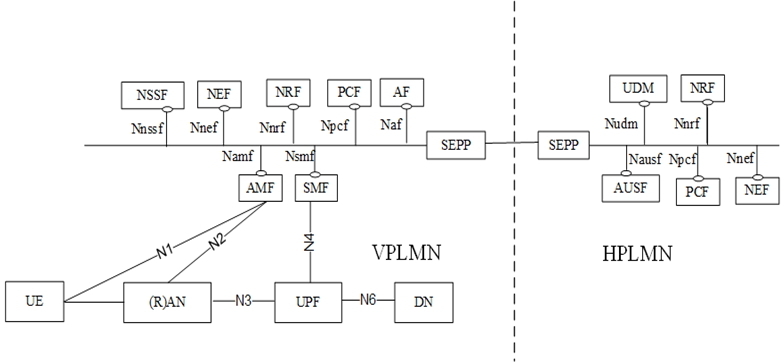 NSSF
NEF
NRF
PCF
AF
UDM
NRF
Nnssf
Nnef
Nnrf
Npcf
Naf
Nudm
Nnrf
SEPP
SEPP
Namf
Nsmf
Nausf
Npcf
Nnef
AMF
SMF
AUSF
PCF
NEF
N1
N2
N4
VPLMN
HPLMN
UE
(R)AN
N3
UPF
N6
DN